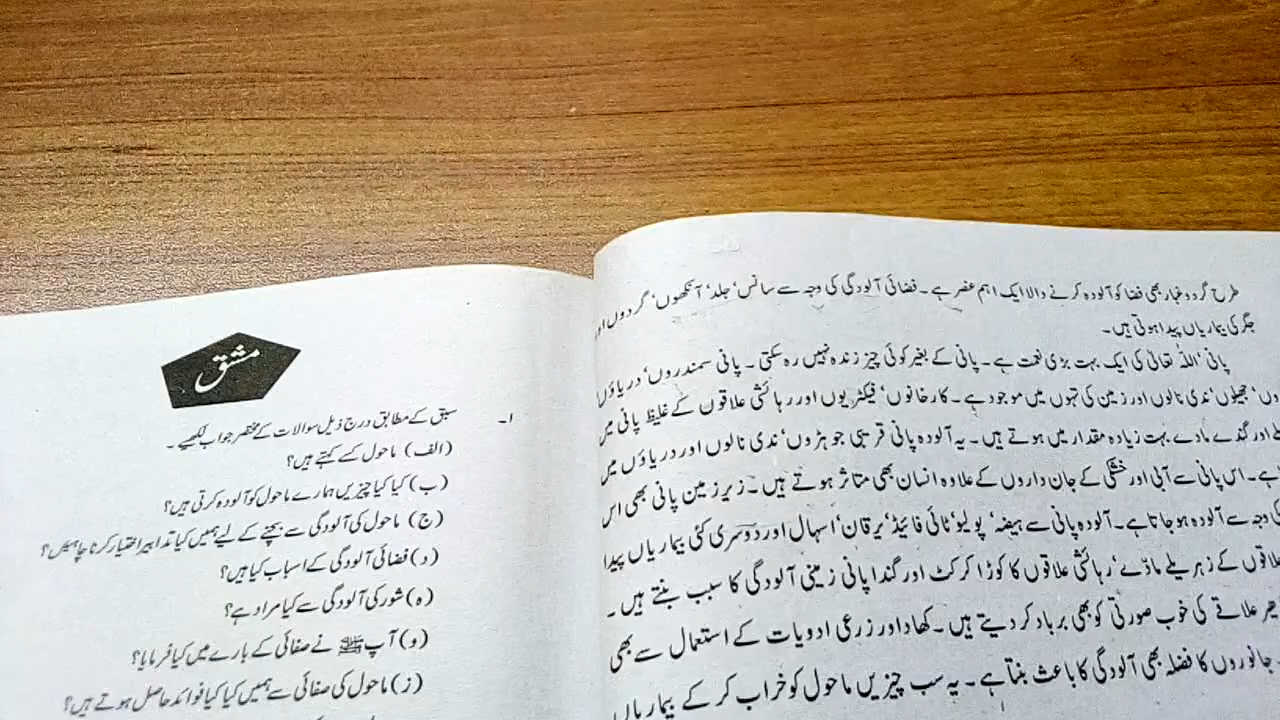 طرح گرد و غبار بھی فضا کو آلودہ کرنے والا ایک اہم عنصر ہے۔ فضائی آلودگی کی وجہ سے سانس' جلد' آنکھوں' گردوں اور
جگر کی بیماریاں پیدا ہوتی ہیں۔
پانی' اللہ تعالیٰ کی ایک بہت بڑی نعمت ہے۔ پانی کے بغیر کوئی چیز زندہ نہیں رہ سکتی۔ پانی سمندروں' دریاؤں'
جھیلوں' ندی نالوں اور زمین کی تہوں میں موجود ہے۔ کارخانوں' فیکٹریوں اور رہائشی علاقوں کے غلیظ پانی میں
اور گندے مادے بہت زیادہ مقدار میں ہوتے ہیں۔ یہ آلودہ پانی قریبی جوہڑوں' ندی نالوں اور دریاؤں میں
ہے۔ اس پانی سے آبی اور خشکی کے جان داروں کے علاوہ انسان بھی متاثر ہوتے ہیں۔ زیر زمین پانی بھی اس
کی وجہ سے آلودہ ہو جاتا ہے۔ آلودہ پانی سے ہیضہ' پولیو' ٹائی فائیڈ' یرقان' اسہال اور دوسری کئی بیماریاں پیدا
علاقوں کے زہریلے مادّے' رہائشی علاقوں کا کوڑا کرکٹ اور گندا پانی زمینی آلودگی کا سبب بنتے ہیں۔
علاقے کی خوب صورتی کو بھی برباد کر دیتے ہیں۔ کھاد اور زرعی ادویات کے استعمال سے بھی
جانوروں کا فضلہ بھی آلودگی کا باعث بنتا ہے۔ یہ سب چیزیں ماحول کو خراب کر کے بیماریاں
مشق
۱۔ سبق کے مطابق درج ذیل سوالات کے مختصر جواب لکھیے۔
(الف) ماحول کسے کہتے ہیں؟
(ب) کیا کیا چیزیں ہمارے ماحول کو آلودہ کرتی ہیں؟
(ج) ماحول کی آلودگی سے بچنے کے لیے ہمیں کیا تدابیر اختیار کرنا چاہئیں؟
(د) فضائی آلودگی کے اسباب کیا ہیں؟
(ہ) شور کی آلودگی سے کیا مراد ہے؟
(و) آپ ﷺ نے صفائی کے بارے میں کیا فرمایا؟
(ز) ماحول کی صفائی سے ہمیں کیا کیا فوائد حاصل ہوتے ہیں؟